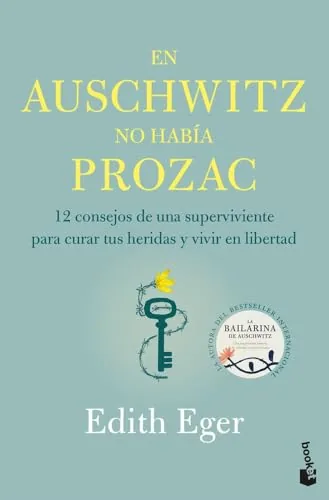 EN
AUSCHWITZ
NO HABÍA
PROZAC
12 consejos de una superviviente
para curar tus heridas y vivir en libertad
LA AUTORA DEL BESTSELLER INTERNACIONAL
LA
BAILARINA
DE AUSCHWITZ
Edith Eger
booket